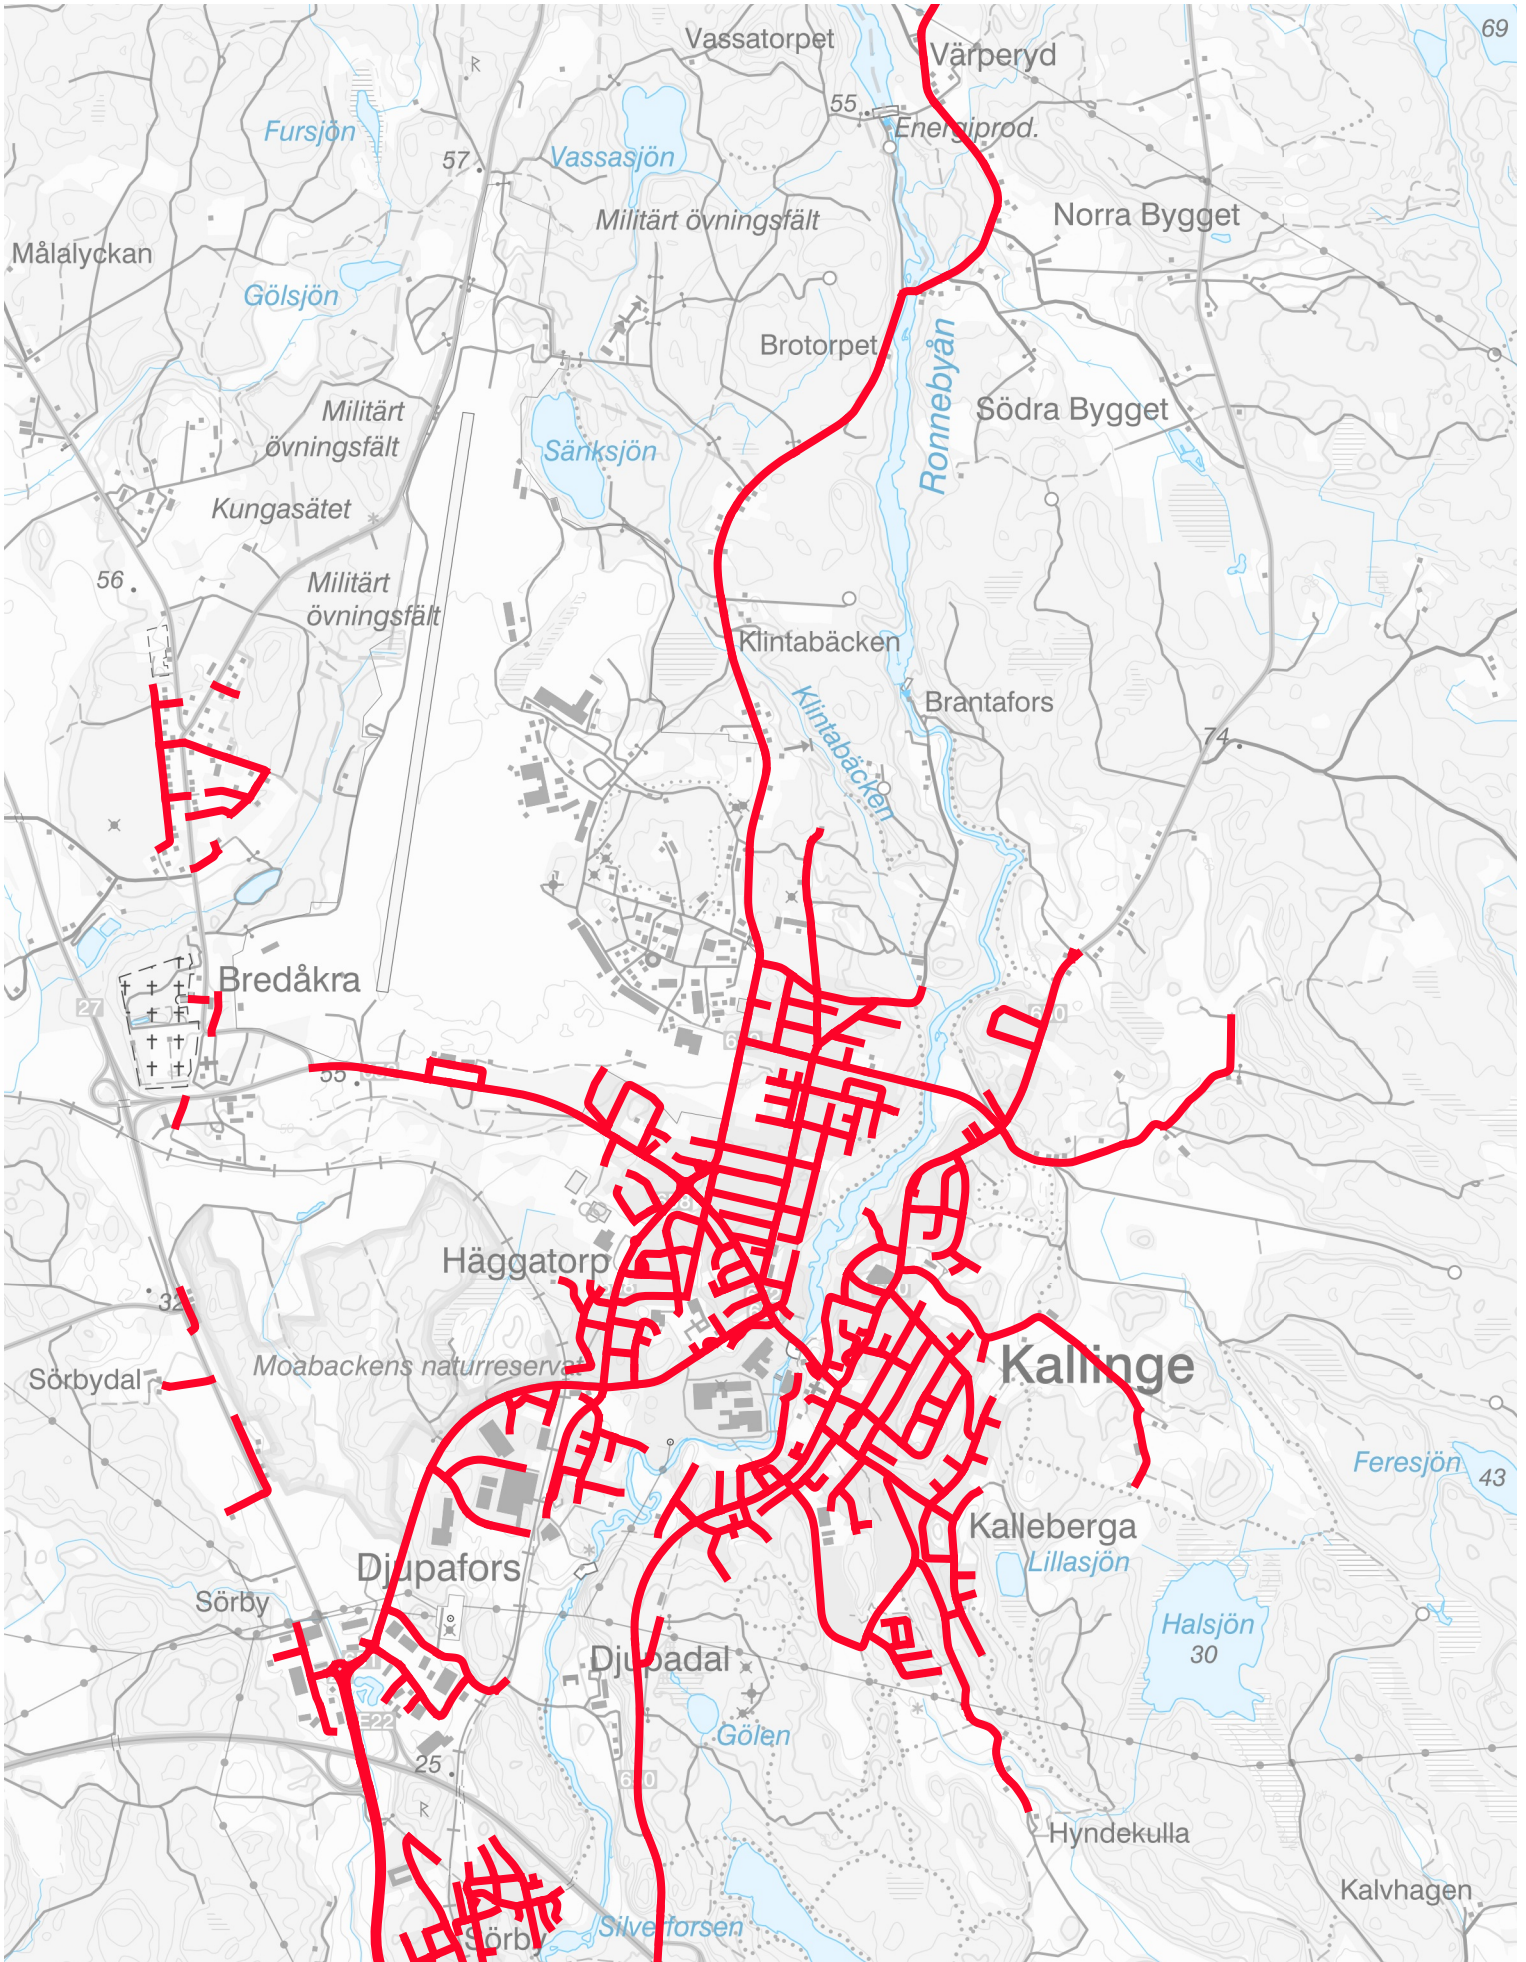 69
Vassatorpet
Värperyd
55
Energiprod.
Fursjön
57
Vassasjön
Militärt övningsfält
Norra Bygget
Målalyckan
Gölsjön
Brotorpet
Ronnebyån
Militärt
övningsfält
Södra Bygget
Sänksjön
Kungasätet
56
Militärt
övningsfält
Klintabäcken
Klintabäcken
Brantafors
74
Bredåkra
27
55
Häggatorp
32
Sörbydal
Moabackens naturreservat
Kallinge
Feresjön
43
Kalleberga
Lillasjön
Djupafors
Sörby
Halsjön
30
Djupadal
Gölen
E22
25
Hyndekulla
Kalvhagen
Silverforsen
Sörby